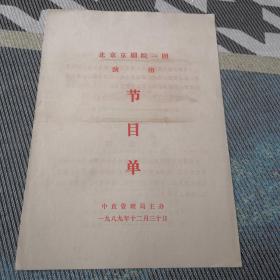 北京京剧院一团
演出
节
目
单
中直管理局主办
一九八九年十二月三十日